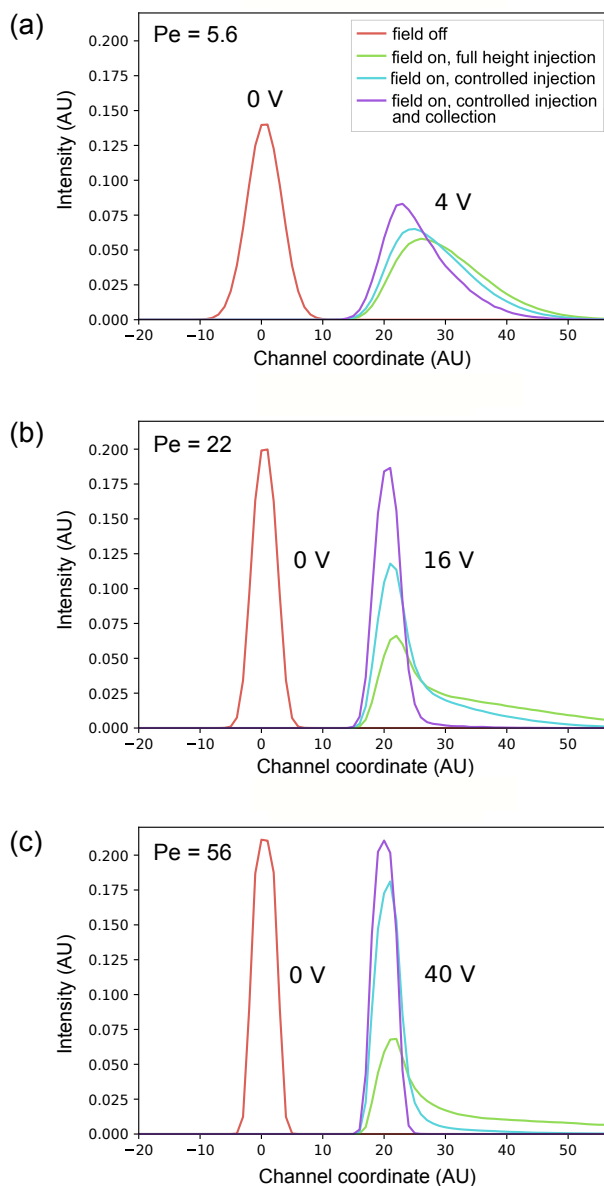 (a)
Pe = 5.6
field off
field on, full height injection
field on, controlled injection
field on, controlled injection
and collection
0 V
4 V
Intensity (AU)
0.200
0.175
0.150
0.125
0.100
0.075
0.050
0.025
0.000
−20 −10 0 10 20 30 40 50
Channel coordinate (AU)
(b)
Pe = 22
0 V
16 V
Intensity (AU)
0.200
0.175
0.150
0.125
0.100
0.075
0.050
0.025
0.000
−20 −10 0 10 20 30 40 50
Channel coordinate (AU)
(c)
Pe = 56
0 V
40 V
Intensity (AU)
0.200
0.175
0.150
0.125
0.100
0.075
0.050
0.025
0.000
−20 −10 0 10 20 30 40 50
Channel coordinate (AU)